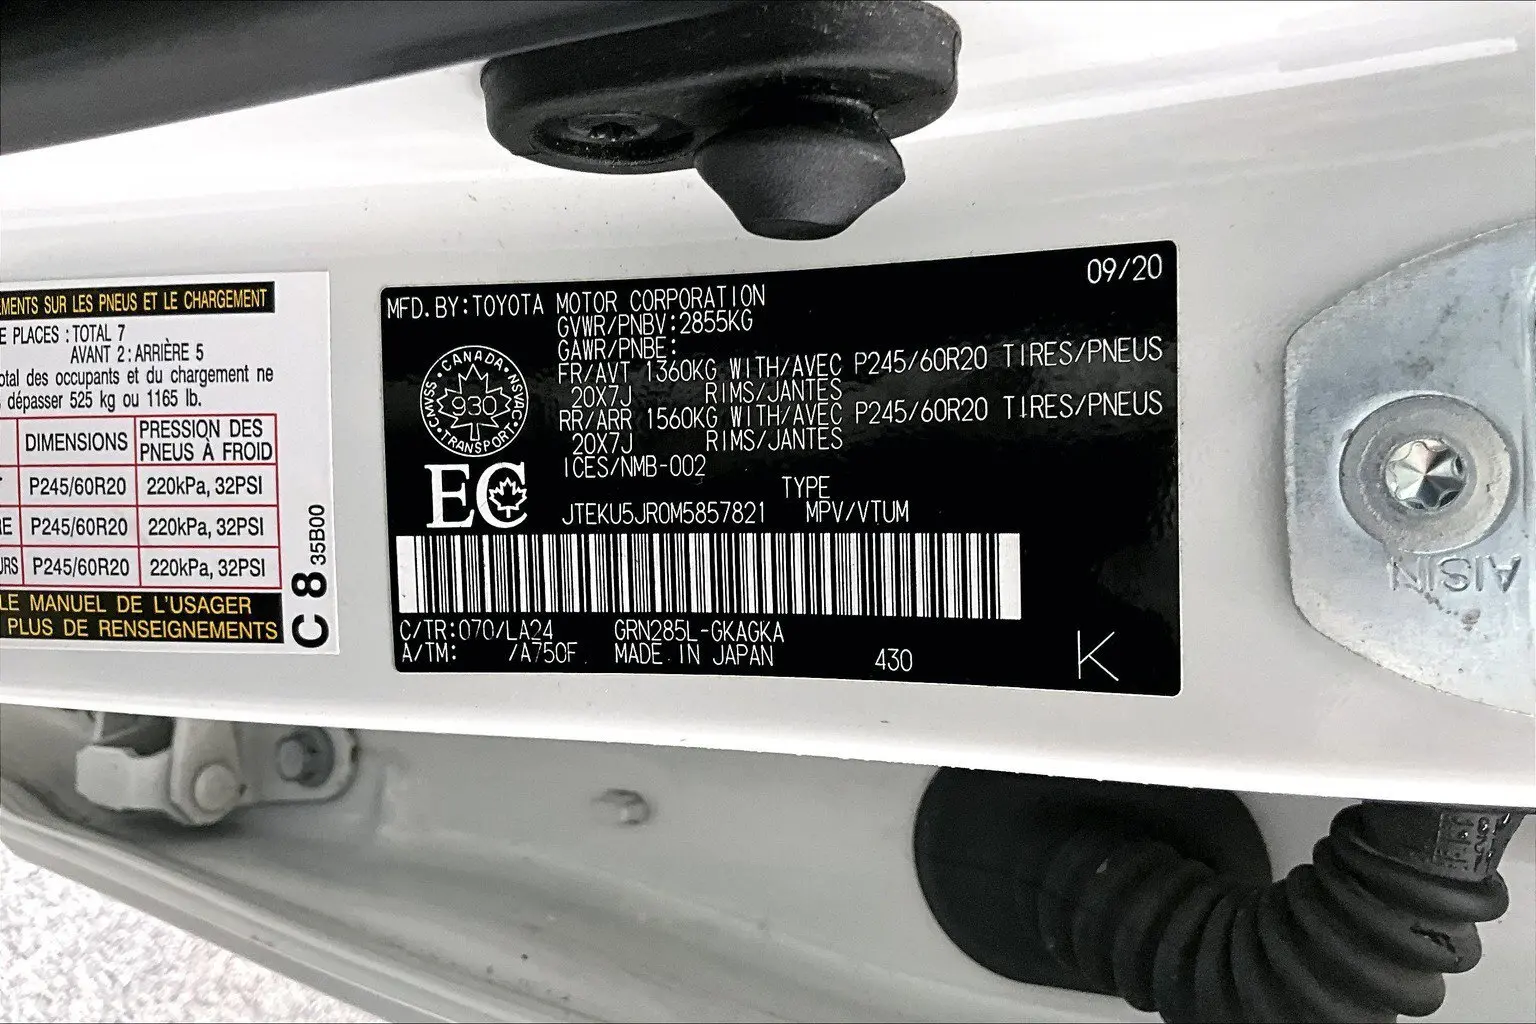 EMENTS SUR LES PNEUS ET LE CHARGEMENT
E PLACES : TOTAL 7
AVANT 2 : ARRIÈRE 5
otal des occupants et du chargement ne
dépasser 525 kg ou 1165 lb.
DIMENSIONS PRESSION DES PNEUS À FROID
T P245/60R20 220kPa, 32PSI
RE P245/60R20 220kPa, 32PSI
URS P245/60R20 220kPa, 32PSI
LE MANUEL DE L'USAGER
PLUS DE RENSEIGNEMENTS
C 8 35B00
09/20
MFD. BY: TOYOTA MOTOR CORPORATION
GVWR/PNBV: 2855KG
GAWR/PNBE:
FR/AVT 1360KG WITH/AVEC P245/60R20 TIRES/PNEUS
20X7J RIMS/JANTES
RR/ARR 1560KG WITH/AVEC P245/60R20 TIRES/PNEUS
20X7J RIMS/JANTES
ICES/NMB-002
CANADA
CMVSS 930 NSVAC
TRANSPORT
EC
TYPE
JTEKU5JR0M5857821 MPV/VTUM
C/TR: 070/LA24 GRN285L-GKAGKA
A/TM: /A750F MADE IN JAPAN 430 K
AISIN